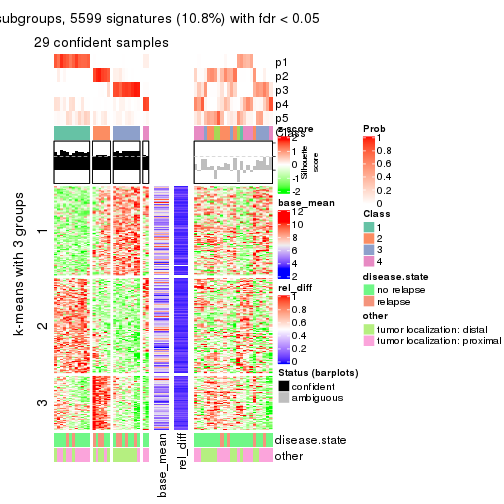 subgroups, 5599 signatures (10.8%) with fdr < 0.05
29 confident samples
p1
p2
p3
p4
p5
Class
Silhouette
score
k-means with 3 groups
1
2
3
disease.state
other
base_mean
rel_diff
z-score
2
1
0
-1
-2
base_mean
12
10
8
6
4
2
rel_diff
1
0.8
0.6
0.4
0.2
0
Status (barplots)
confident
ambiguous
Prob
1
0.8
0.6
0.4
0.2
0
Class
1
2
3
4
disease.state
no relapse
relapse
other
tumor localization: distal
tumor localization: proximal